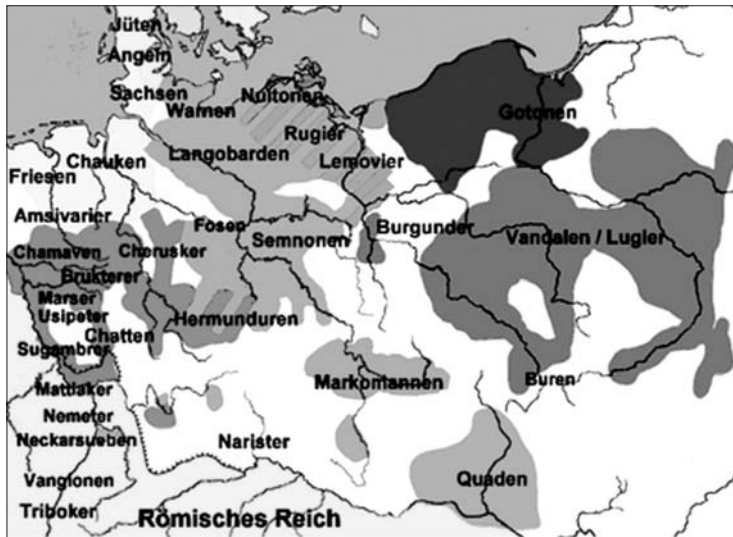 Jüten
Angeln
Sachsen
Warnen
Nuitonen
Rugier
Gotonen
Chauken
Langobarden
Lemovier
Friesen
Amsivarier
Fosen
Burgunder
Semnonen
Vandalen / Lugier
Chamaven
Cherusker
Brukterer
Marser
Usipeter
Hermunduren
Chatten
Sugambrer
Markomannen
Buren
Mattiaker
Nemeter
Neckarsueben
Narister
Vangionen
Quaden
Triboker
Römisches Reich